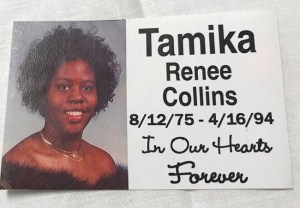 Tamika
Renee
Collins
8/12/75 - 4/16/94
In Our Hearts
Forever